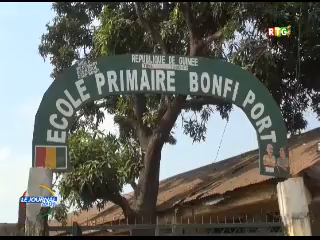 RTG
REPUBLIQUE DE GUINEE
ECOLE PRIMAIRE BONFI PORT
LE JOURNAL